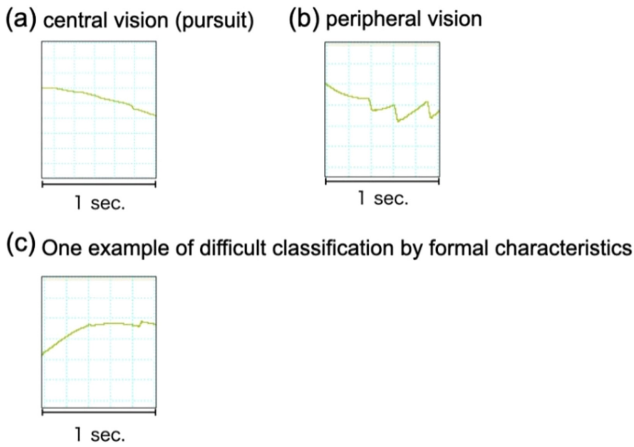 (a) central vision (pursuit)
(b) peripheral vision
1 sec.
1 sec.
(c) One example of difficult classification by formal characteristics
1 sec.